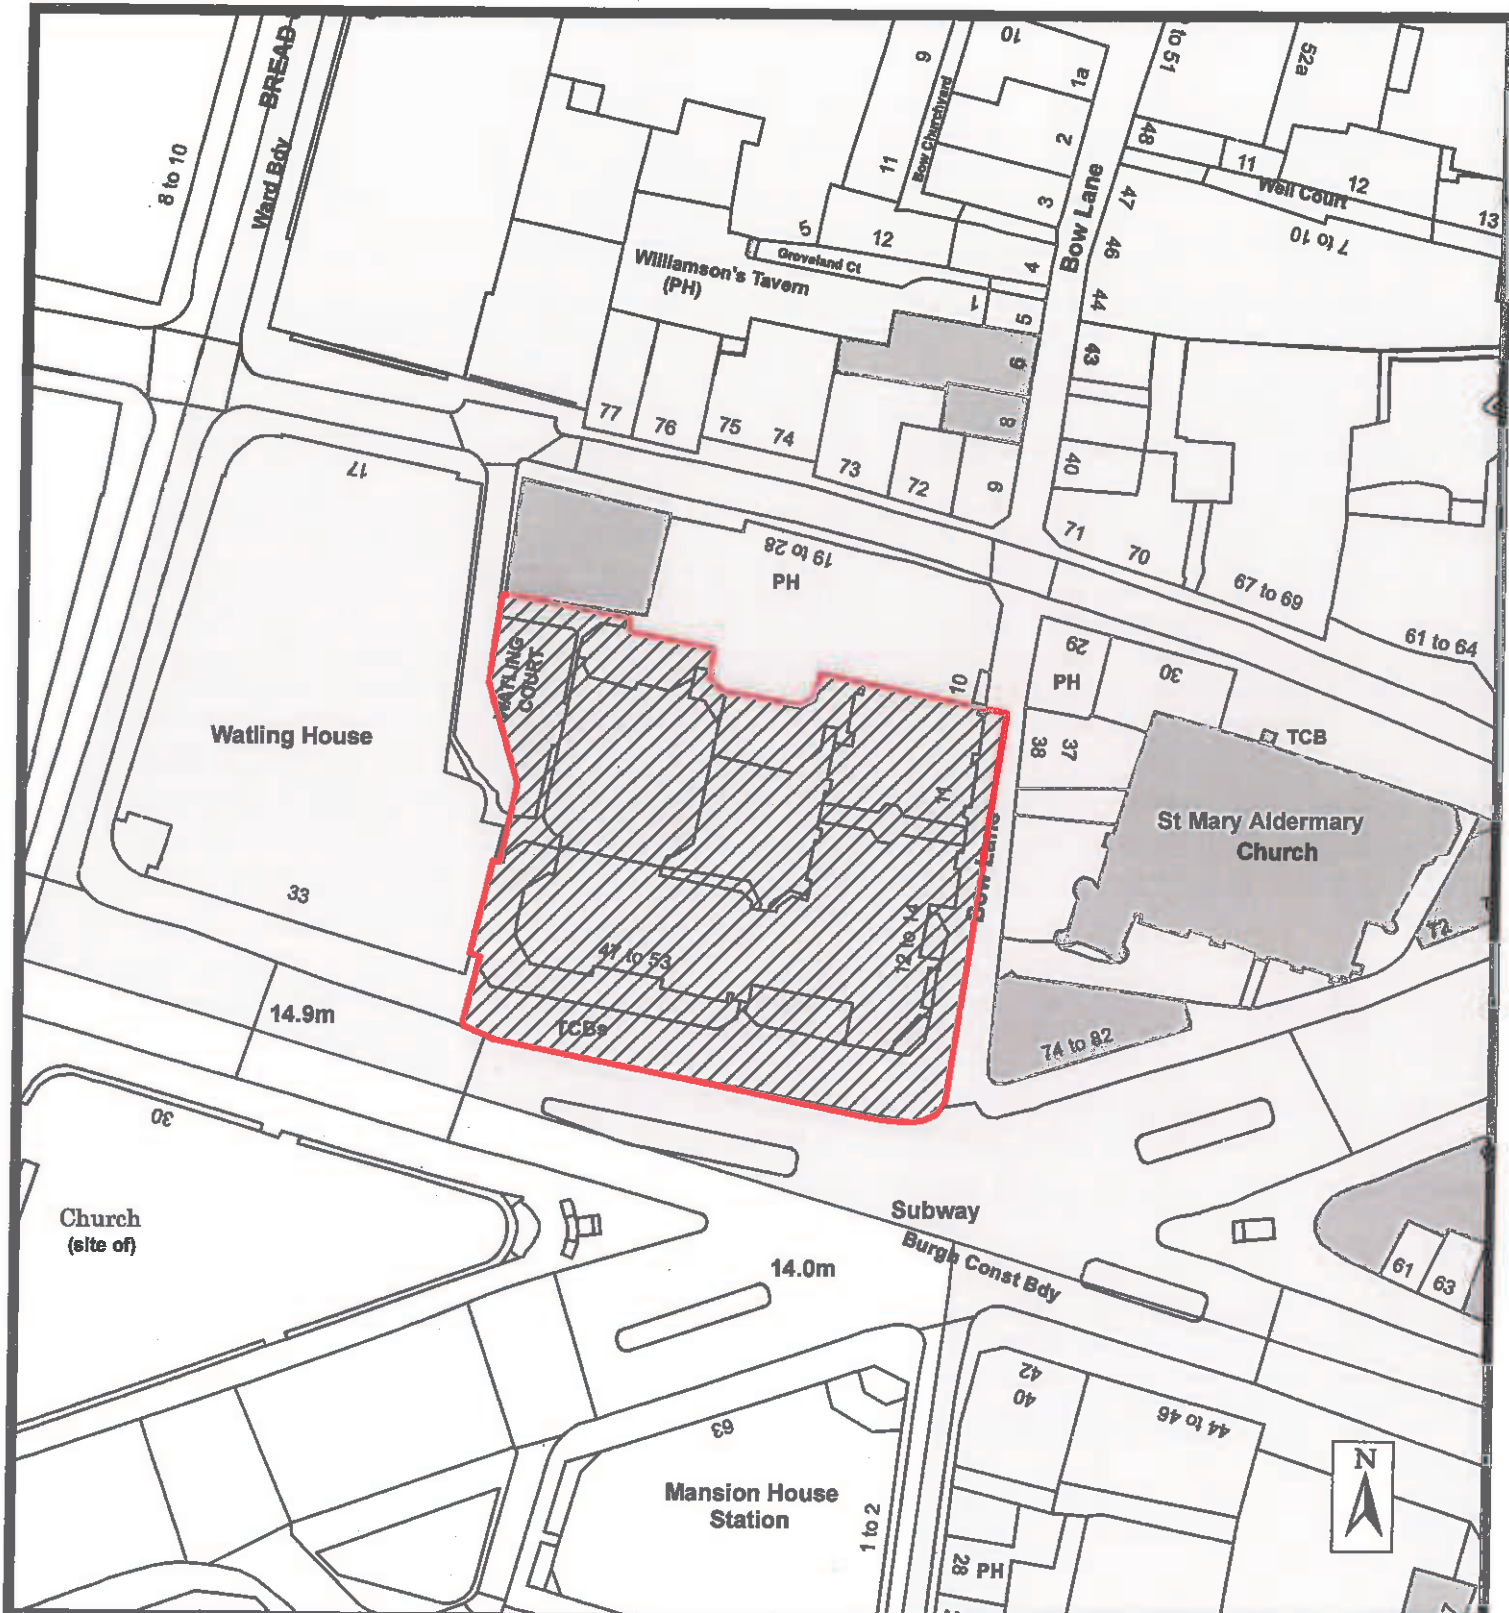 BREAD
Ward Bdy
8 to 10
6
10
1a
to 51
52a
Bow Churchyard
11
2
48
11
Well Court
12
13
3
Bow Lane
47
7 to 10
46
5
12
Groveland Ct
4
Williamson's Tavern
(PH)
1
5
44
9
43
8
77
76
75
74
73
72
6
40
71
70
67 to 69
61 to 64
17
19 to 28
PH
WATLING
COURT
10
29
PH
30
38
37
TCB
Watling House
11
Bow Lane
St Mary Aldermary
Church
33
12 to 14
47 to 53
72
14.9m
TCBs
74 to 82
30
Church
(site of)
Subway
Burgh Const Bdy
14.0m
61
63
42
40
44 to 46
63
Mansion House
Station
1 to 2
28
PH
N